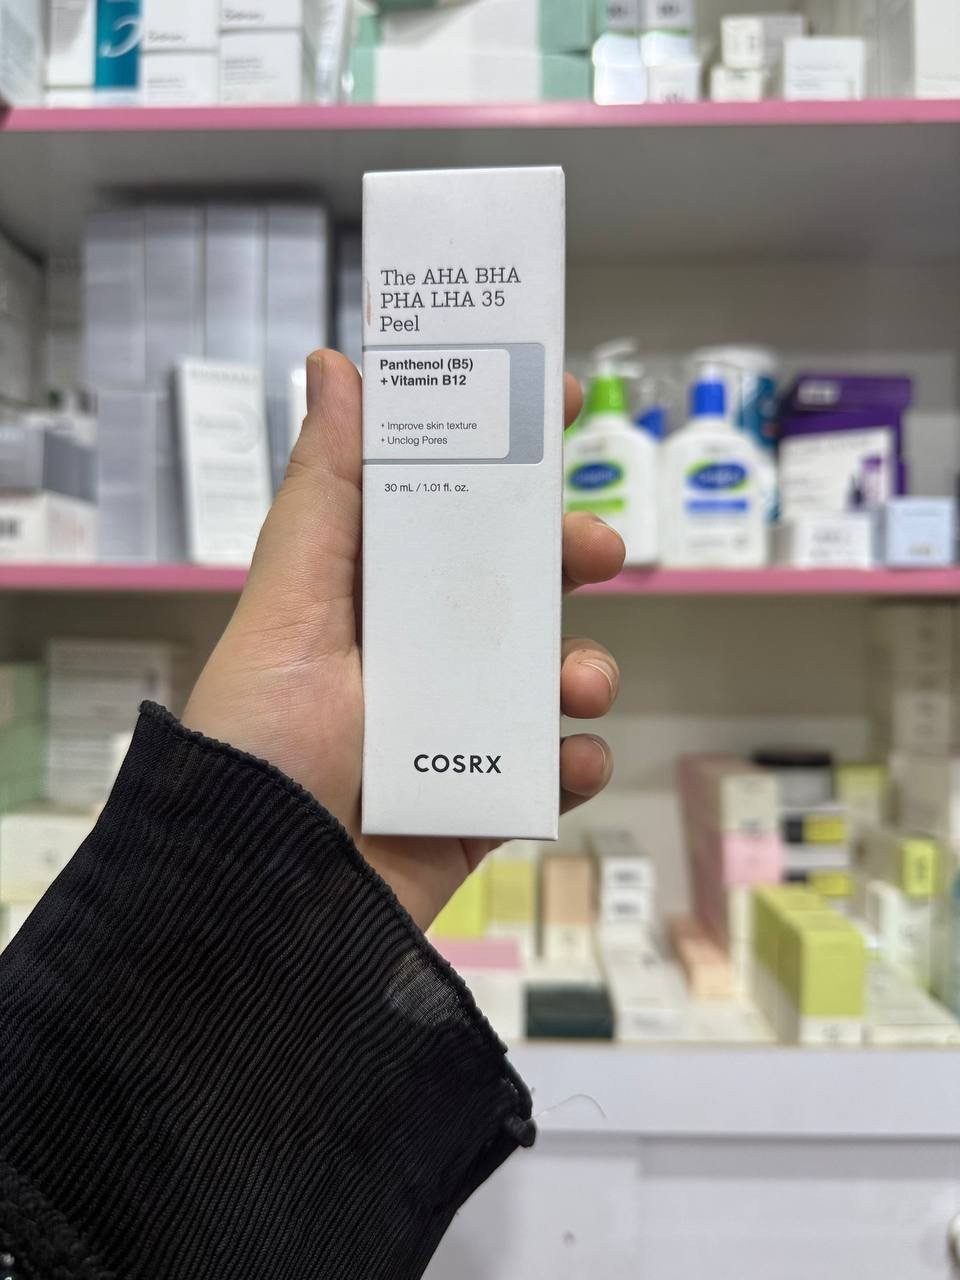 The AHA BHA
PHA LHA 35
Peel
Panthenol (B5)
+ Vitamin B12
+ Improve skin texture
+ Unclog Pores
30 mL / 1.01 fl. oz.
COSRX